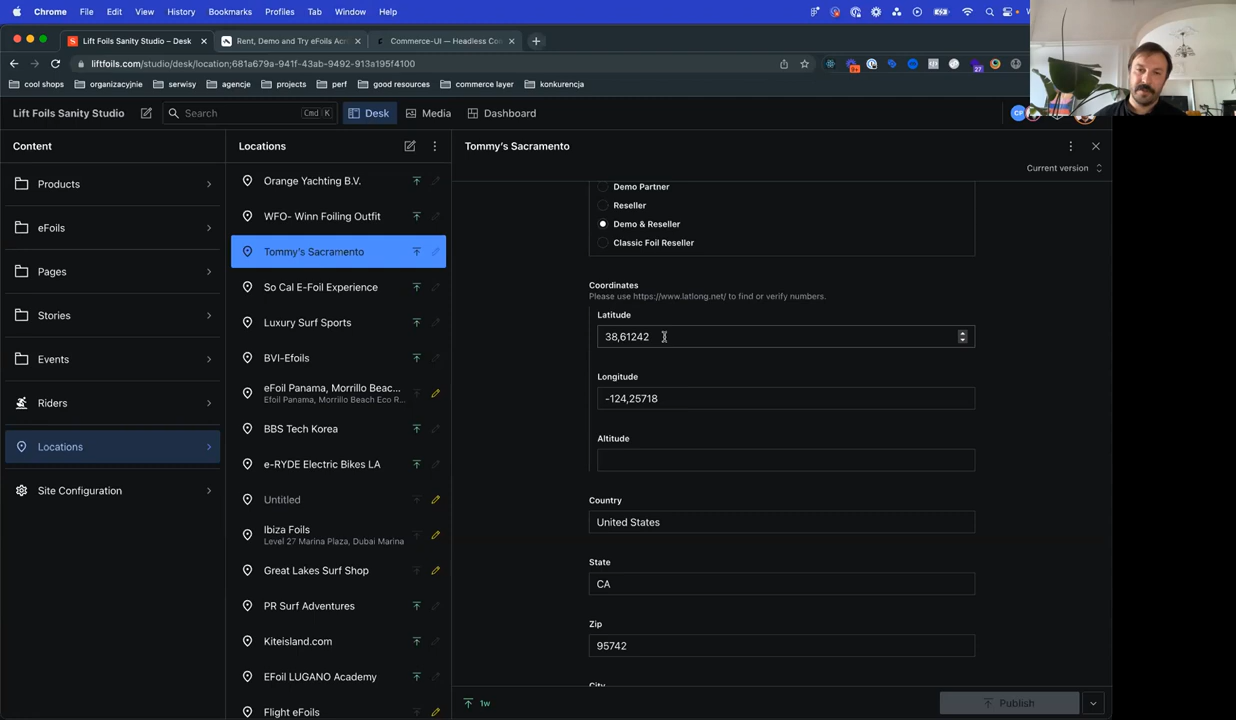 Chrome File Edit View History Bookmarks Profiles Tab Window Help
Lift Foils Sanity Studio – Desk
Rent, Demo and Try eFoils Acr
Commerce-UI — Headless Con
liftfoils.com/studio/desk/location;681a679a-941f-43ab-9492-913a195f4100
cool shops organizacyjnie serwisy agencje projects perf good resources commerce layer konkurencja
Lift Foils Sanity Studio
Search
Cmd K
Desk
Media
Dashboard
CP
Content
Products
eFoils
Pages
Stories
Events
Riders
Locations
Site Configuration
Locations
Orange Yachting B.V.
WFO- Winn Foiling Outfit
Tommy's Sacramento
So Cal E-Foil Experience
Luxury Surf Sports
BVI-Efoils
eFoil Panama, Morrillo Beac...
Efoil Panama, Morrillo Beach Eco R...
BBS Tech Korea
e-RYDE Electric Bikes LA
Untitled
Ibiza Foils
Level 27 Marina Plaza, Dubai Marina
Great Lakes Surf Shop
PR Surf Adventures
Kiteisland.com
EFoil LUGANO Academy
Flight eFoils
Tommy's Sacramento
Current version
Demo Partner
Reseller
Demo & Reseller
Classic Foil Reseller
Coordinates
Please use https://www.latlong.net/ to find or verify numbers.
Latitude
38,61242
Longitude
-124,25718
Altitude
Country
United States
State
CA
Zip
95742
City
1w
Publish